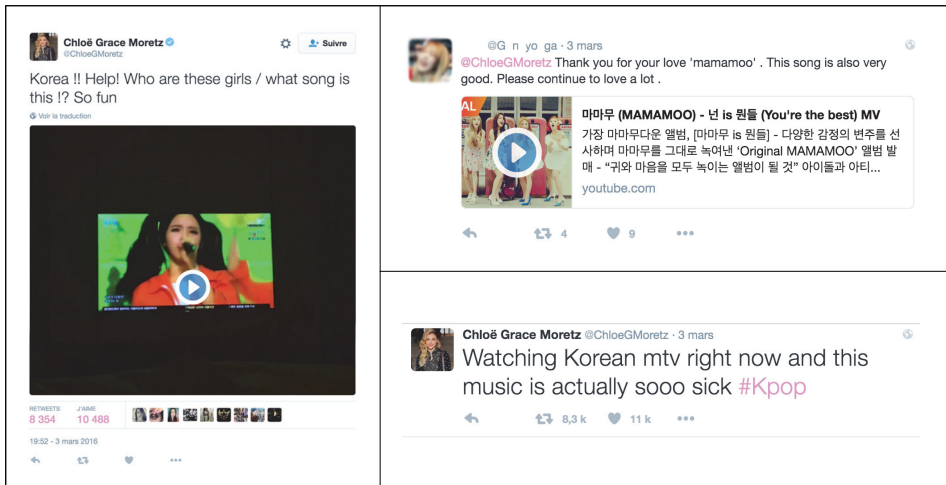 Chloë Grace Moretz
@ChloeGMoretz
Suivre
Korea !! Help! Who are these girls / what song is
this !? So fun
Voir la traduction
RETWEETS
J'AIME
8 354
10 488
19:52 - 3 mars 2016
@G n yo ga · 3 mars
@ChloeGMoretz Thank you for your love 'mamamoo' . This song is also very
good. Please continue to love a lot .
AL
마마무 (MAMAMOO) - 넌 is 뭔들 (You're the best) MV
가장 마마무다운 앨범, [마마무 is 뭔들] - 다양한 감정의 변주를 선
사하며 마마무를 그대로 녹여낸 ‘Original MAMAMOO’ 앨범 발
매 - “귀와 마음을 모두 녹이는 앨범이 될 것” 아이돌과 아티...
youtube.com
4
9
Chloë Grace Moretz @ChloeGMoretz · 3 mars
Watching Korean mtv right now and this
music is actually sooo sick #Kpop
8,3 k
11 k